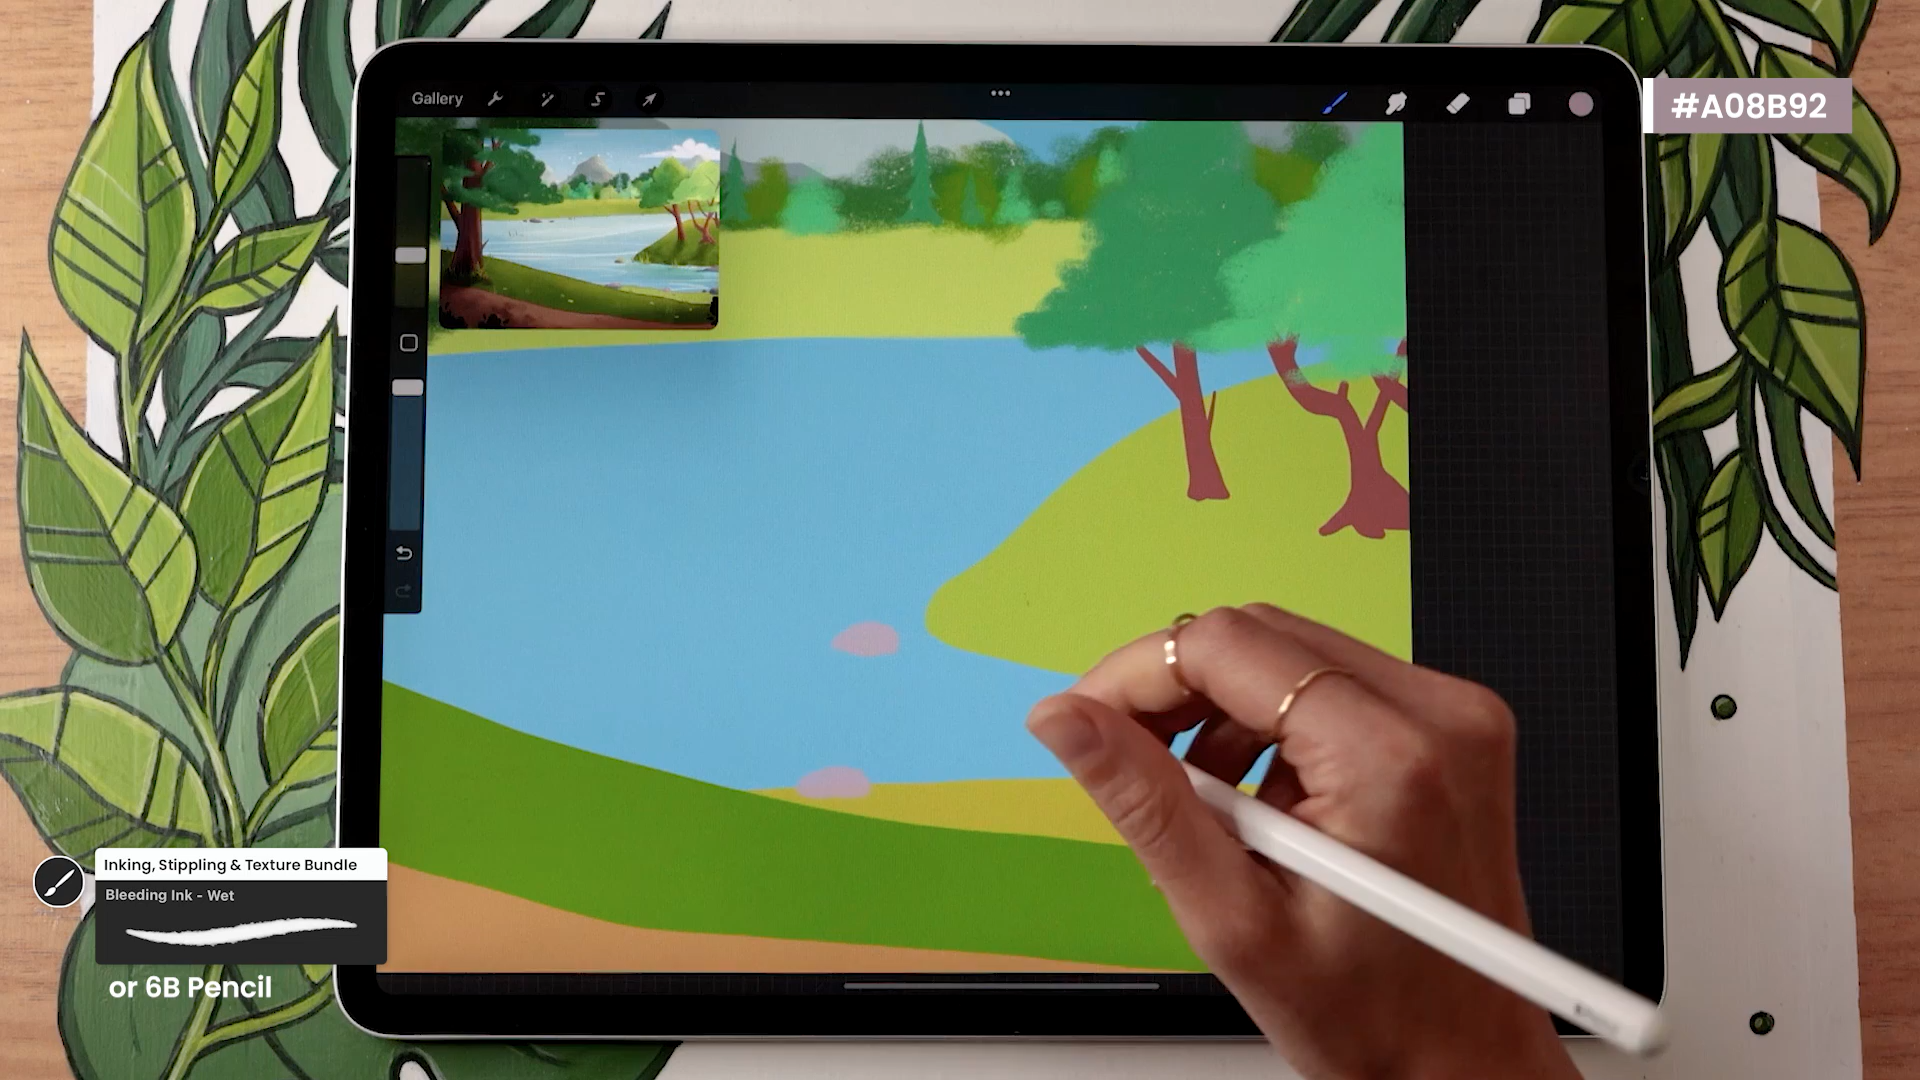 Gallery
#A08B92
Inking, Stippling & Texture Bundle
Bleeding Ink - Wet
or 6B Pencil